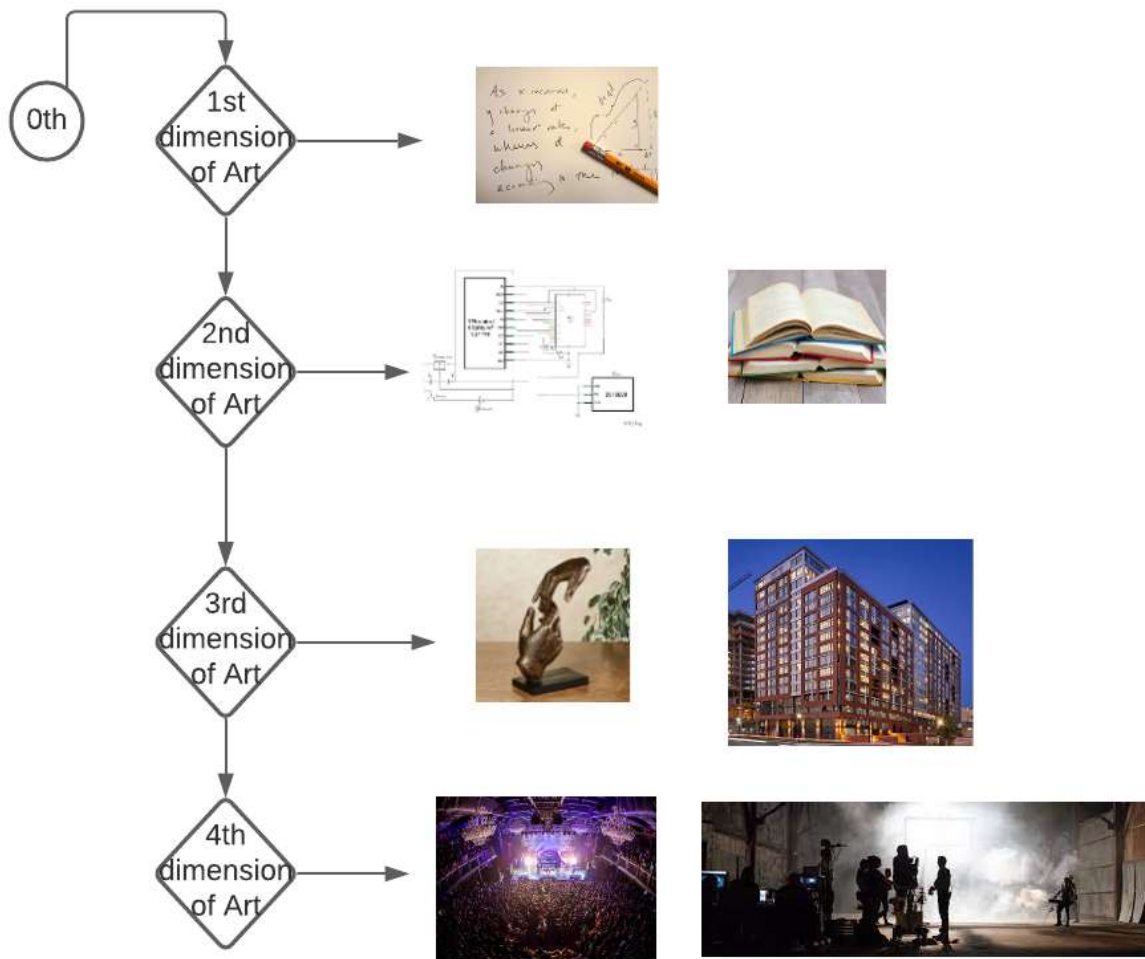 0th
1st
dimension
of Art
As x increases,
y changes at
a linear rate,
whereas
changes
according to the
2nd
dimension
of Art
3rd
dimension
of Art
4th
dimension
of Art